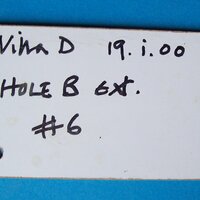 Vina D 19.i.00
HOLE B ext.
#6